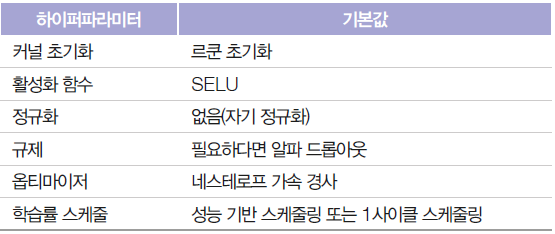 하이퍼파라미터 기본값
커널 초기화 르쿤 초기화
활성화 함수 SELU
정규화 없음(자기 정규화)
규제 필요하다면 알파 드롭아웃
옵티마이저 네스테로프 가속 경사
학습률 스케줄 성능 기반 스케줄링 또는 1사이클 스케줄링